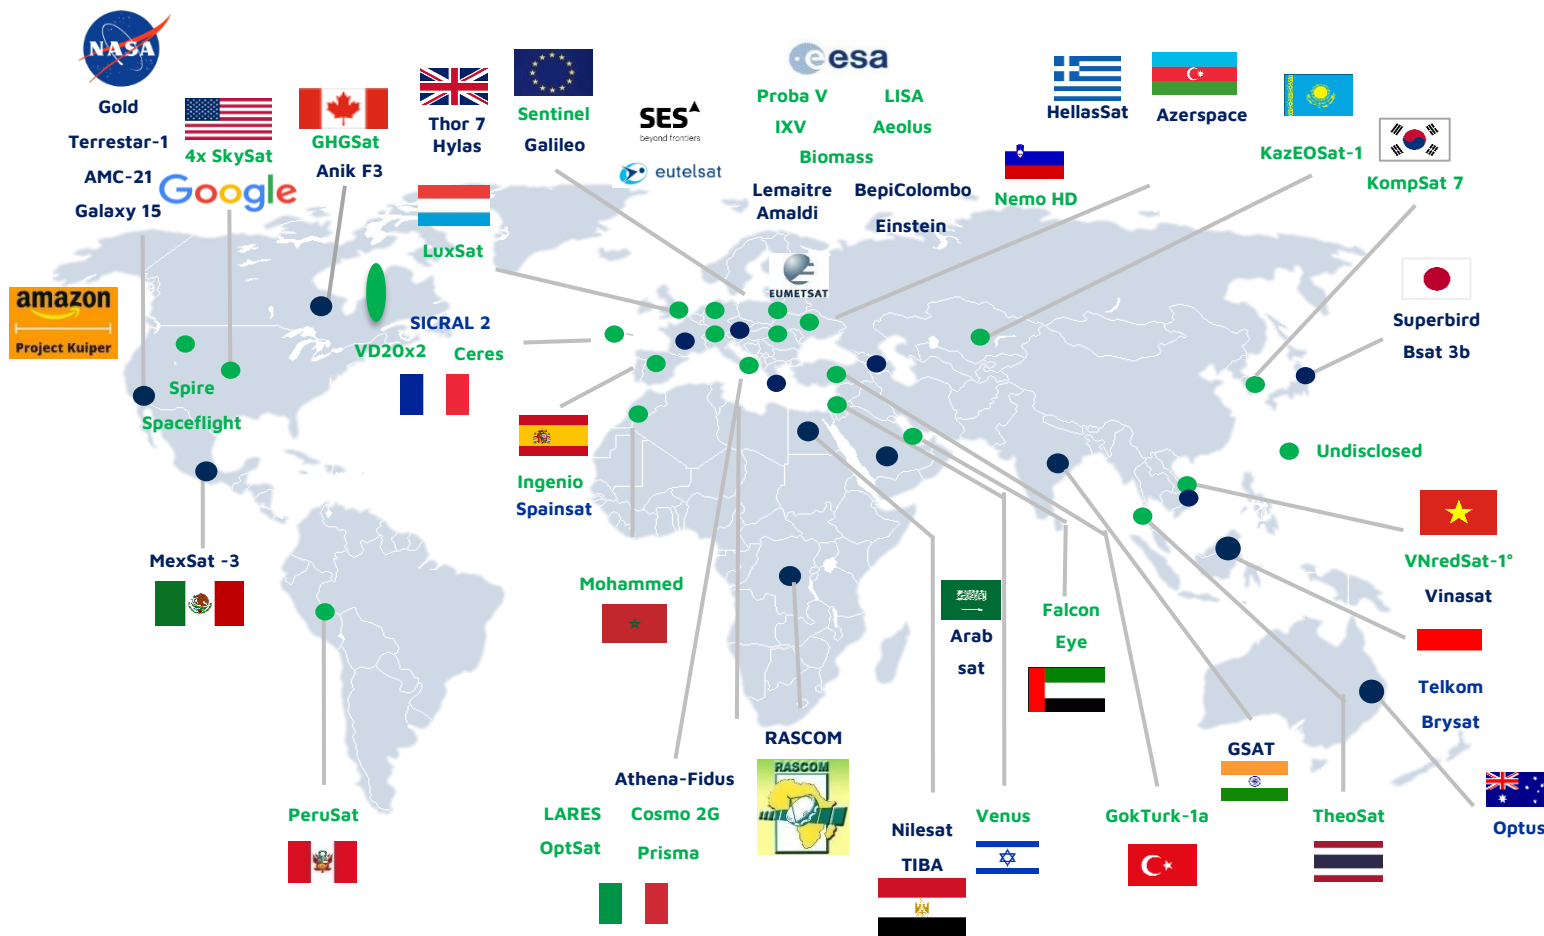 NASA
Gold
Terrestar-1
AMC-21
Galaxy 15
4x SkySat
Google
GHGSat
Anik F3
Thor 7
Hylas
Sentinel
Galileo
SES
beyond frontiers
eutelsat
esa
Proba V
LISA
IXV
Aeolus
Biomass
Lemaitre
BepiColombo
Amaldi
Einstein
HellasSat
Azerspace
Nemo HD
KazEOSat-1
KompSat 7
LuxSat
EUMETSAT
amazon
Project Kuiper
SICRAL 2
VD20x2
Ceres
Superbird
Bsat 3b
Spire
Spaceflight
Undisclosed
Ingenio
Spainsat
MexSat -3
Mohammed
VNredSat-1°
Vinasat
Arab
sat
Falcon
Eye
Telkom
Brysat
RASCOM
RASCOM
GSAT
Athena-Fidus
LARES
Cosmo 2G
OptSat
Prisma
PeruSat
Nilesat
TIBA
Venus
GokTurk-1a
TheoSat
Optus